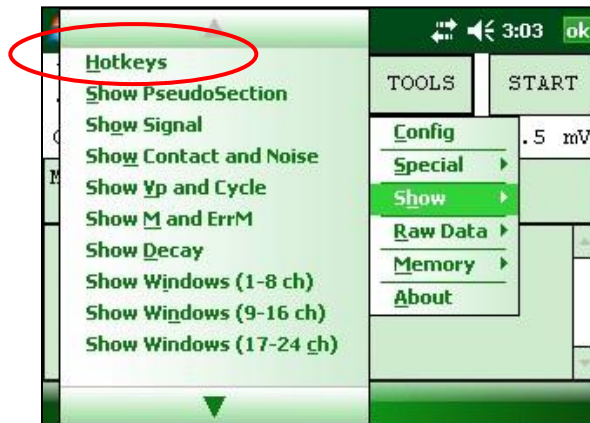 3:03 ok
Hotkeys
Show PseudoSection
Show Signal
Show Contact and Noise
Show Vp and Cycle
Show M and ErrM
Show Decay
Show Windows (1-8 ch)
Show Windows (9-16 ch)
Show Windows (17-24 ch)
TOOLS START
.5 mV
Config
Special
Show
Raw Data
Memory
About